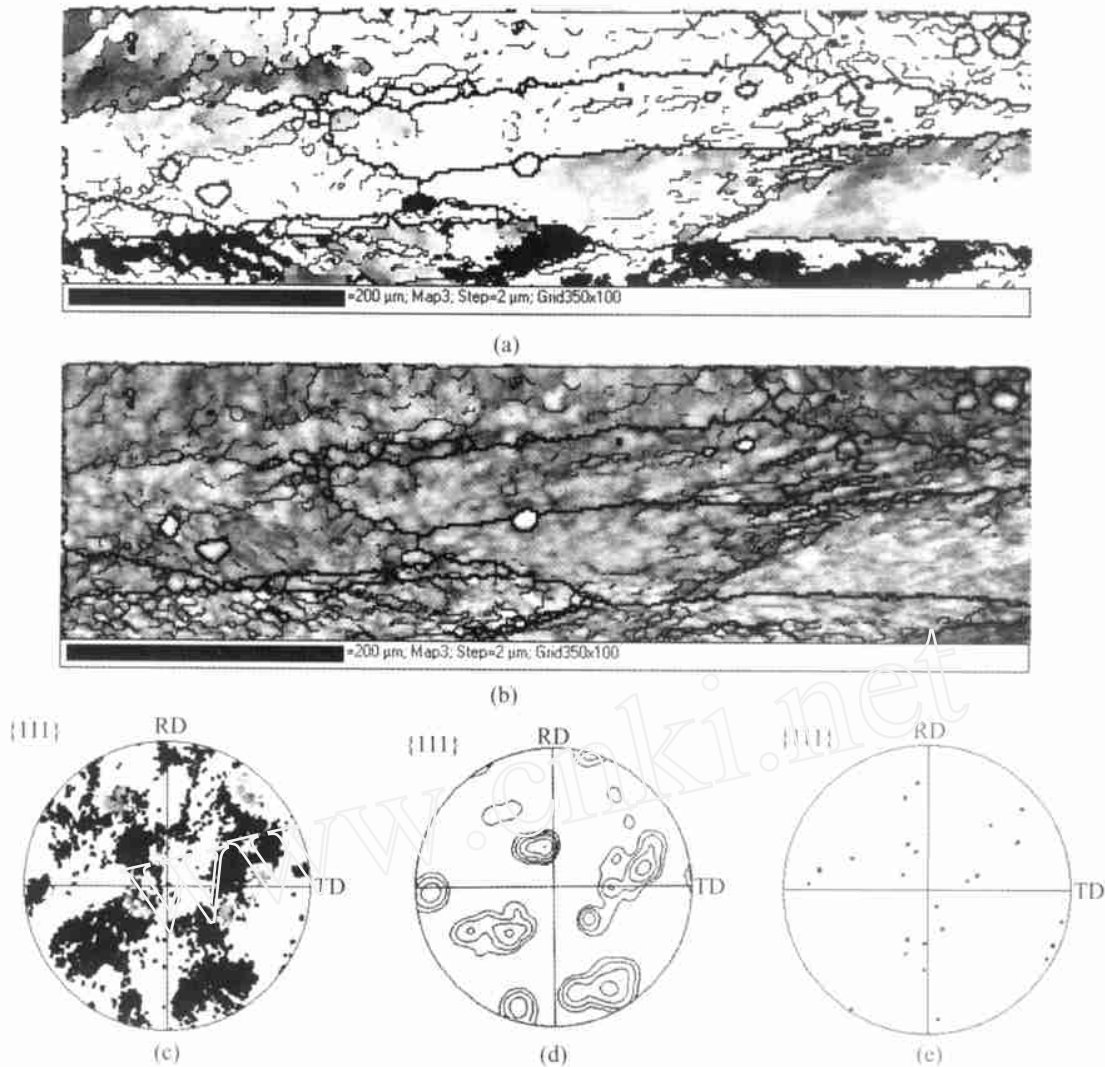 =200 μm; Map3; Step=2 μm; Grid350x100
(a)
=200 μm; Map3; Step=2 μm; Grid350x100
(b)
{111} RD {111} RD {111} RD
TD TD TD
(c) (d) (e)
www.cnki.net